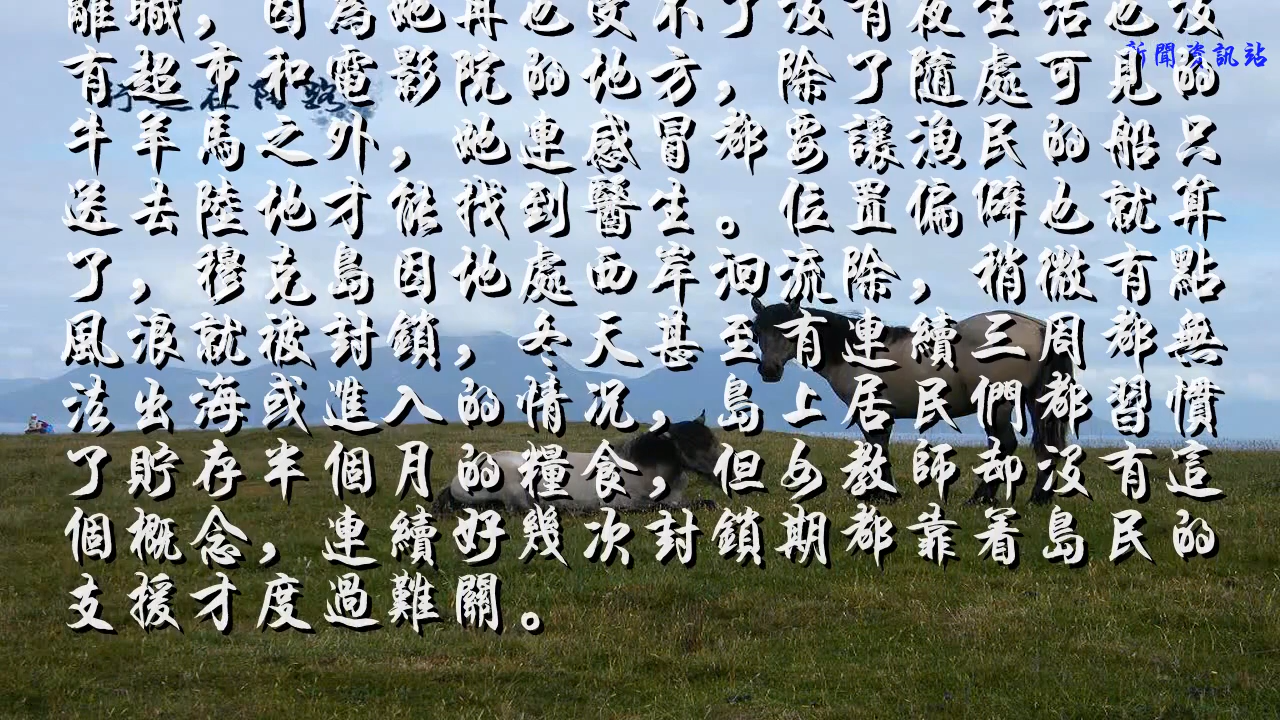 離職，因為她再也受不了沒有夜生活也沒
有超市和電影院的地方，除了隨處可見的
新聞資訊站
牛羊馬之外，她連感冒都要讓漁民的船只
送去陸地才能找到醫生。位置偏僻也就算
了，穆克島因地處西岸洄流除，稍微有點
風浪就被封鎖，冬天甚至有連續三周都無
法出海或進入的情况，島上居民們都習慣
了貯存半個月的糧食，但女教師却沒有這
個概念，連續好幾次封鎖期都靠着島民的
支援才度過難關。